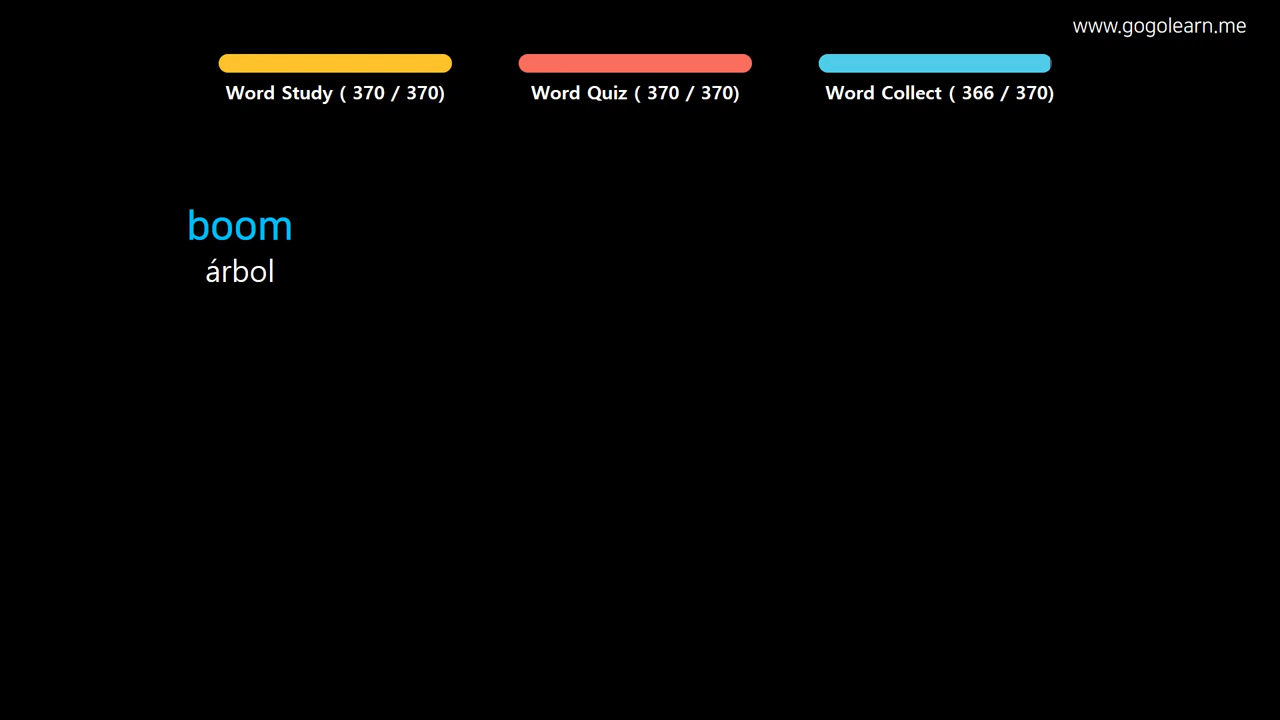 www.gogolearn.me
Word Study ( 370 / 370)
Word Quiz ( 370 / 370)
Word Collect ( 366 / 370)
boom
árbol